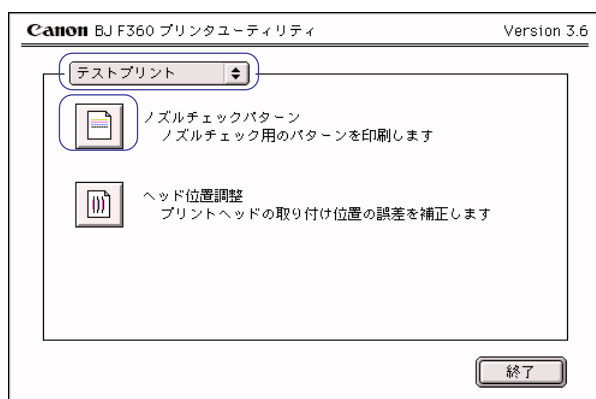 Canon BJ F360 プリンタユーティリティ Version 3.6
テストプリント
ノズルチェックパターン
ノズルチェック用のパターンを印刷します
ヘッド位置調整
プリントヘッドの取り付け位置の誤差を補正します
終了